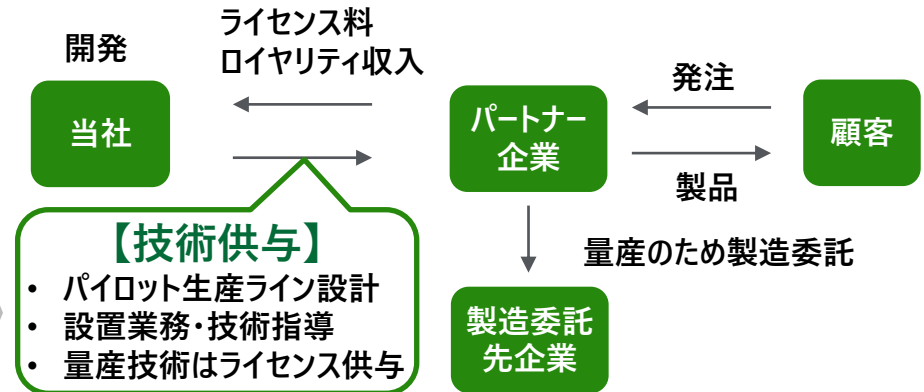 開発
ライセンス料
ロイヤリティ収入
当社
パートナー
企業
発注
製品
顧客
【技術供与】
• パイロット生産ライン設計
• 設置業務・技術指導
• 量産技術はライセンス供与
量産のため製造委託
製造委託
先企業